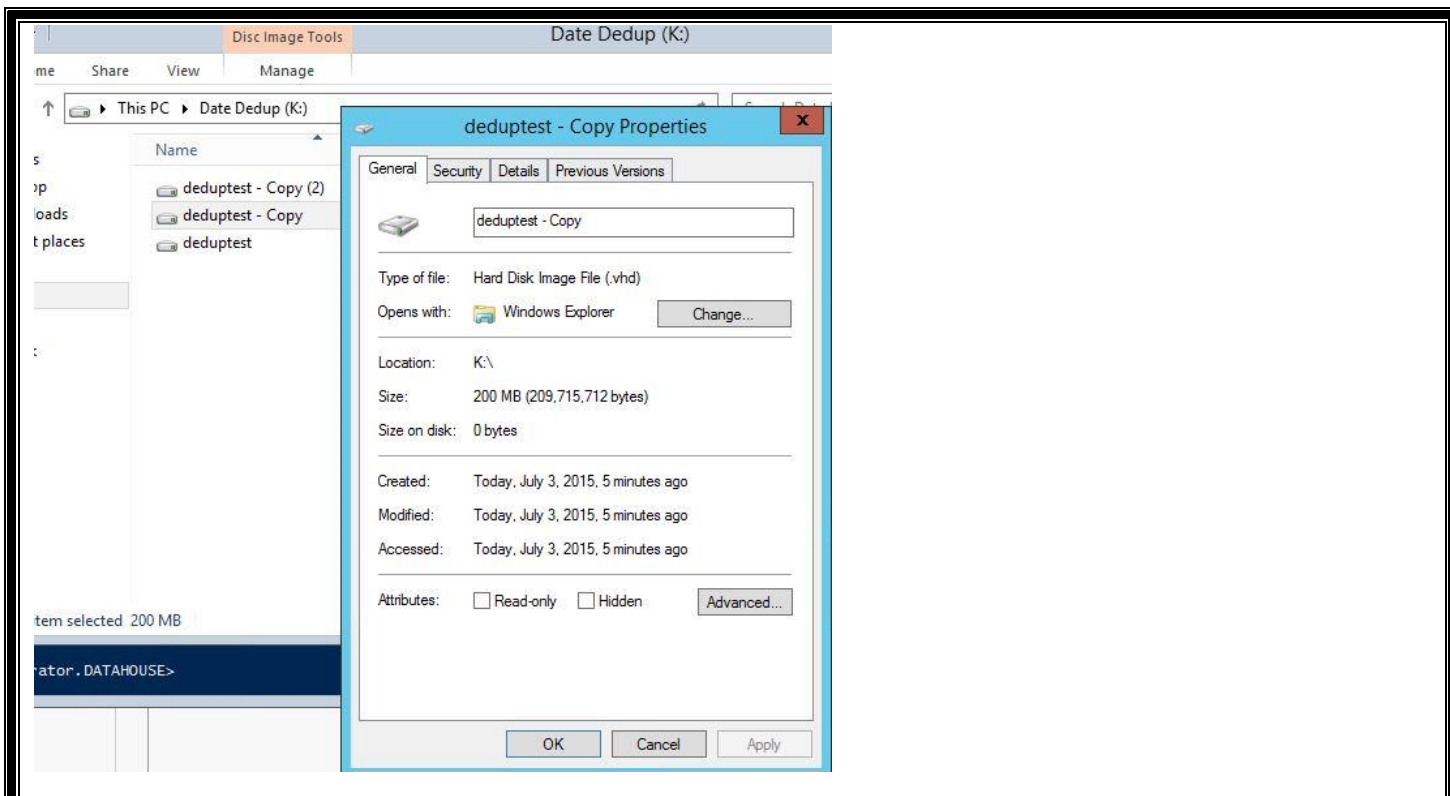 Disc Image Tools
Date Dedup (K:)
me Share View Manage
This PC Date Dedup (K:)
deduptest - Copy Properties
x
s
op
loads
t places
Name
deduptest - Copy (2)
deduptest - Copy
deduptest
General Security Details Previous Versions
deduptest - Copy
Type of file: Hard Disk Image File (.vhd)
Opens with: Windows Explorer Change...
Location: K:\
Size: 200 MB (209,715,712 bytes)
Size on disk: 0 bytes
Created: Today, July 3, 2015, 5 minutes ago
Modified: Today, July 3, 2015, 5 minutes ago
Accessed: Today, July 3, 2015, 5 minutes ago
Attributes: Read-only Hidden Advanced...
tem selected 200 MB
rator.DATAHOUSE>
OK Cancel Apply